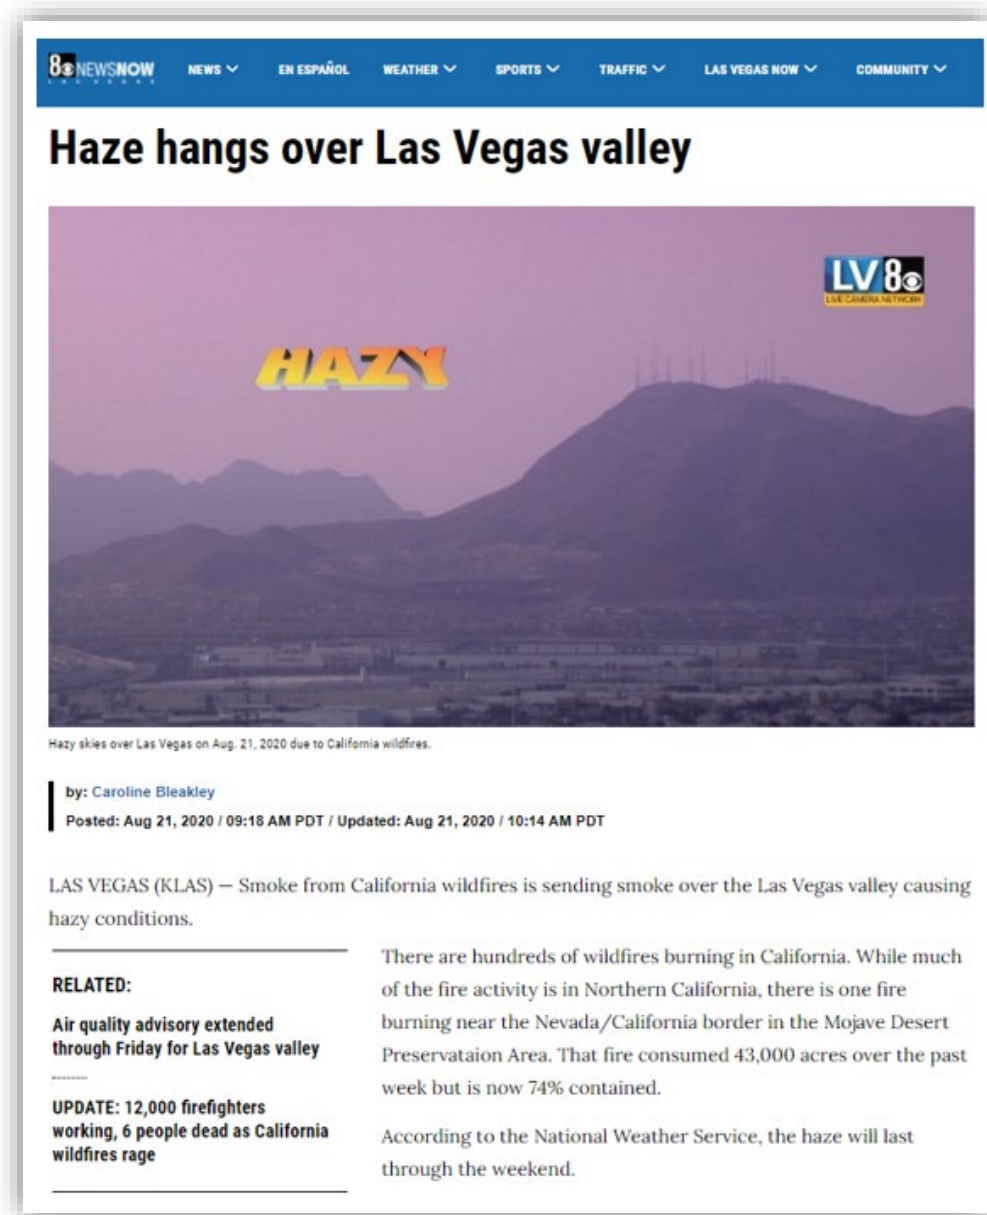 8 NEWSNOW
LAS VEGAS
NEWS
EN ESPAÑOL
WEATHER
SPORTS
TRAFFIC
LAS VEGAS NOW
COMMUNITY
Haze hangs over Las Vegas valley
LV8
LIVE CAMERA NETWORK
HAZY
Hazy skies over Las Vegas on Aug. 21, 2020 due to California wildfires.
by: Caroline Bleakley
Posted: Aug 21, 2020 / 09:18 AM PDT / Updated: Aug 21, 2020 / 10:14 AM PDT
LAS VEGAS (KLAS) — Smoke from California wildfires is sending smoke over the Las Vegas valley causing
hazy conditions.
RELATED:
Air quality advisory extended
through Friday for Las Vegas valley
UPDATE: 12,000 firefighters
working, 6 people dead as California
wildfires rage
There are hundreds of wildfires burning in California. While much
of the fire activity is in Northern California, there is one fire
burning near the Nevada/California border in the Mojave Desert
Preservataion Area. That fire consumed 43,000 acres over the past
week but is now 74% contained.
According to the National Weather Service, the haze will last
through the weekend.